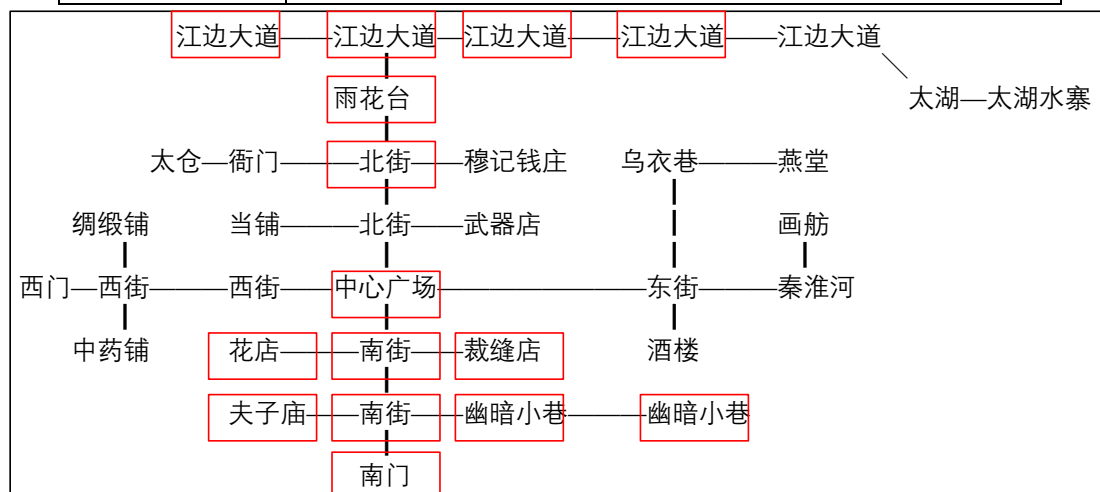 江边大道 江边大道 江边大道 江边大道 江边大道
雨花台 太湖 太湖水寨
太仓 衙门 北街 穆记钱庄 乌衣巷 燕堂
绸缎铺 当铺 北街 武器店 画舫
西门 西街 西街 中心广场 东街 秦淮河
中药铺 花店 南街 裁缝店 酒楼
夫子庙 南街 幽暗小巷 幽暗小巷
南门